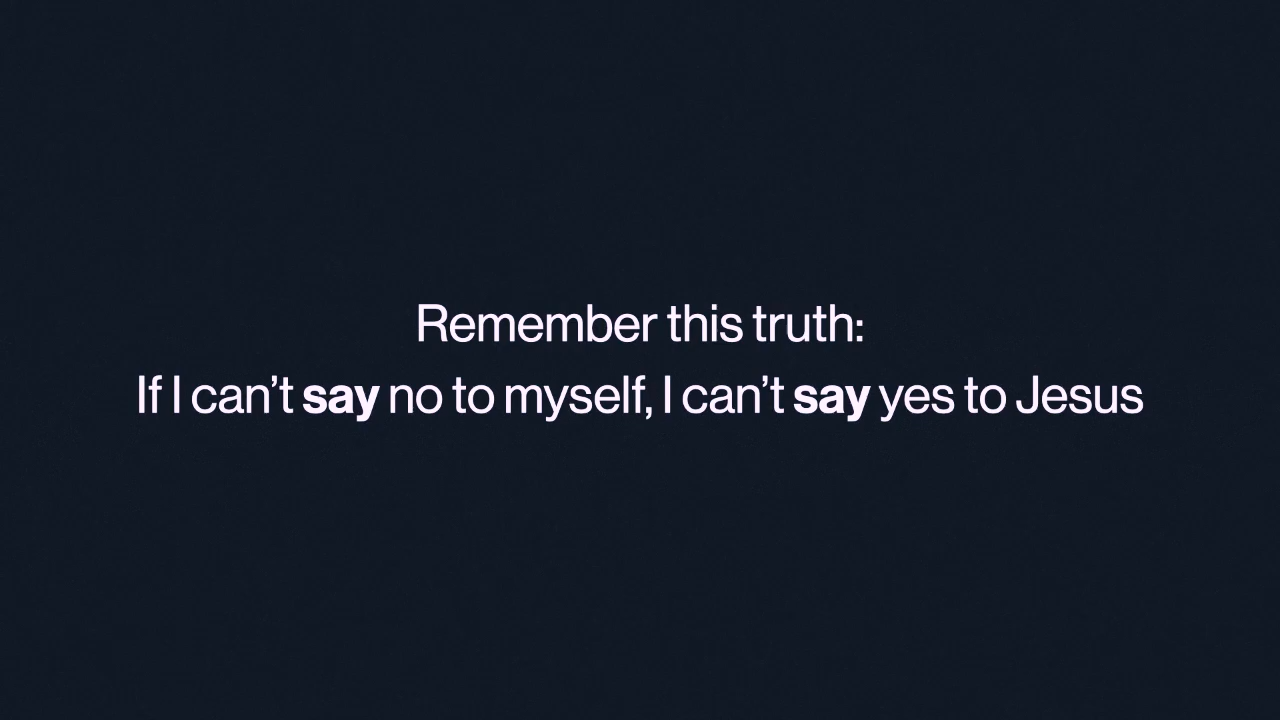 Remember this truth:
If I can’t say no to myself, I can’t say yes to Jesus